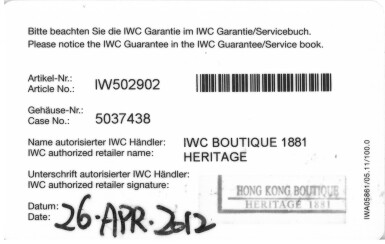 Bitte beachten Sie die IWC Garantie im IWC Garantie/Servicebuch.
Please notice the IWC Guarantee in the IWC Guarantee/Service book.
Artikel-Nr.:
Article No.: IW502902
Gehäuse-Nr.:
Case No.: 5037438
Name autorisierter IWC Händler: IWC BOUTIQUE 1881
IWC authorized retailer name: HERITAGE
Unterschrift autorisierter IWC Händler:
IWC authorized retailer signature:
HONG KONG BOUTIQUE
HERITAGE 1881
Datum:
Date: 26·APR·2012
IWA05861/05.11/100.0